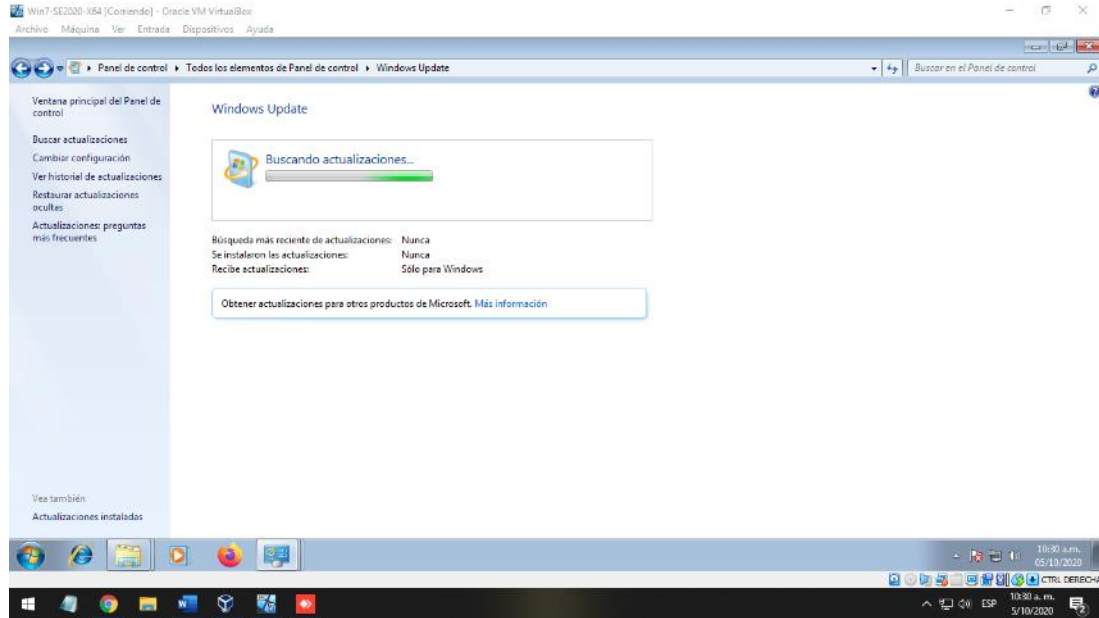 Win7-SE2020-X64 [Corriendo] - Oracle VM VirtualBox
Archivo Máquina Ver Entrada Dispositivos Ayuda
Panel de control Todos los elementos de Panel de control Windows Update
Buscar en el Panel de control
Ventana principal del Panel de
control
Buscar actualizaciones
Cambiar configuración
Ver historial de actualizaciones
Restaurar actualizaciones
ocultas
Actualizaciones: preguntas
más frecuentes
Windows Update
Buscando actualizaciones...
Búsqueda más reciente de actualizaciones: Nunca
Se instalaron las actualizaciones: Nunca
Recibe actualizaciones: Sólo para Windows
Obtener actualizaciones para otros productos de Microsoft. Más información
Vea también
Actualizaciones instaladas
10:30 a.m.
05/10/2020
CTRL DERECHA
ESP
10:30 a. m.
5/10/2020
2